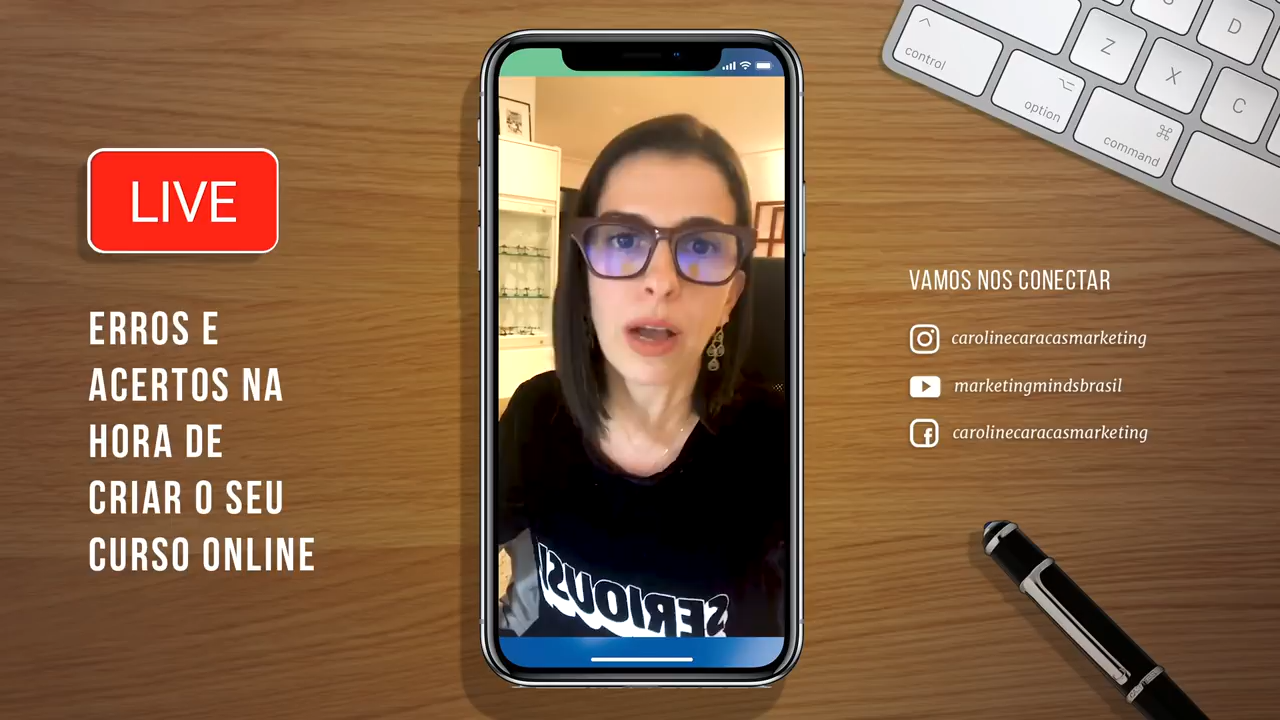 LIVE
ERROS E
ACERTOS NA
HORA DE
CRIAR O SEU
CURSO ONLINE
SERIOUS!
VAMOS NOS CONECTAR
carolinecaracasmarketing
marketingmindsbrasil
carolinecaracasmarketing
control
option
command
Z
X
C
S
D